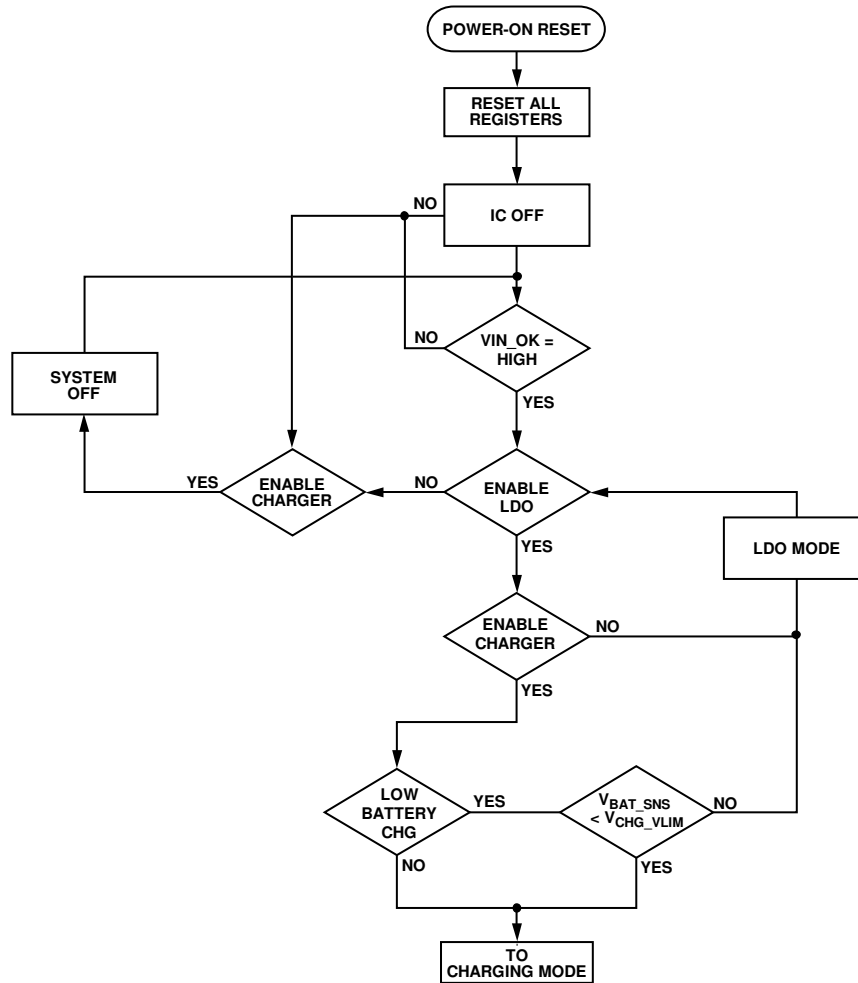 POWER-ON RESET
RESET ALL
REGISTERS
NO
IC OFF
NO
VIN_OK =
HIGH
SYSTEM
OFF
YES
YES
ENABLE
CHARGER
NO
ENABLE
LDO
YES
LDO MODE
ENABLE
CHARGER
NO
YES
LOW
BATTERY
CHG
YES
VBAT_SNS
< VCHG_VLIM
NO
NO
YES
TO
CHARGING MODE